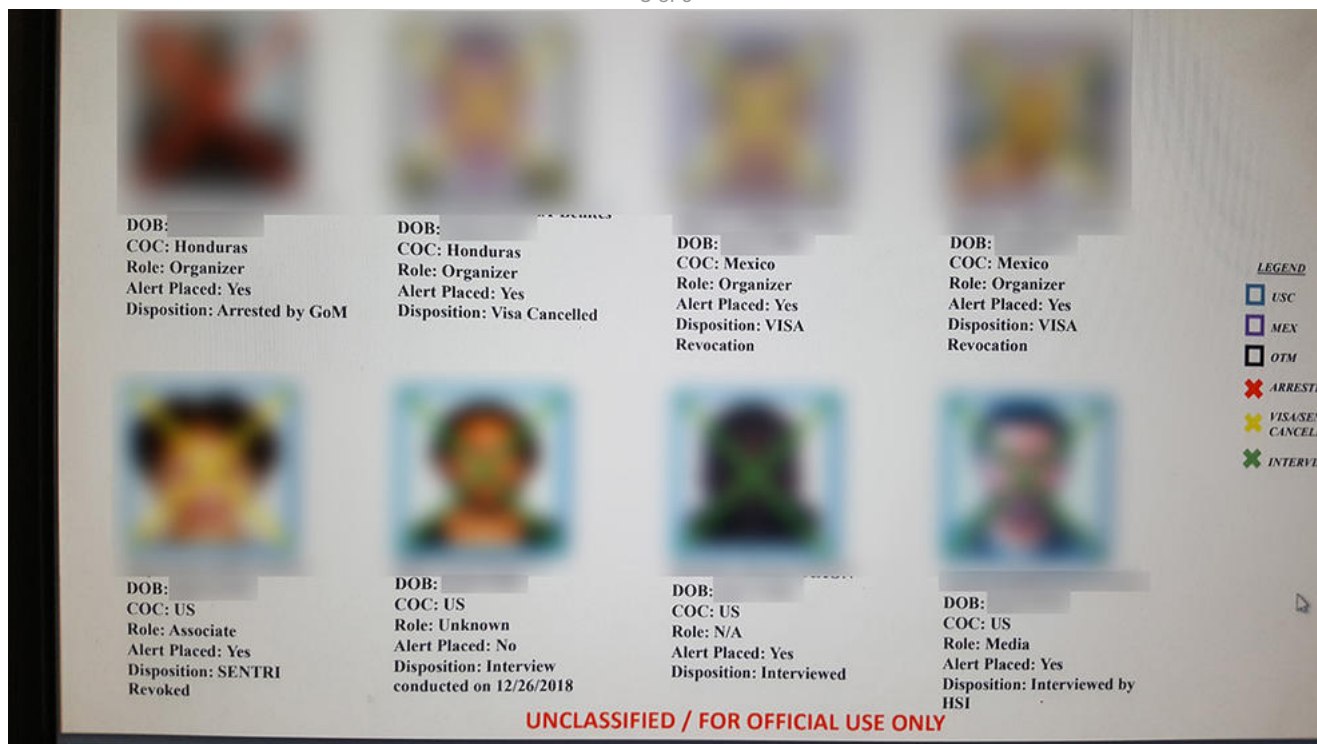 DOB:
COC: Honduras
Role: Organizer
Alert Placed: Yes
Disposition: Arrested by GoM
DOB:
COC: Honduras
Role: Organizer
Alert Placed: Yes
Disposition: Visa Cancelled
DOB:
COC: Mexico
Role: Organizer
Alert Placed: Yes
Disposition: VISA
Revocation
DOB:
COC: Mexico
Role: Organizer
Alert Placed: Yes
Disposition: VISA
Revocation
LEGEND
USC
MEX
OTM
DOB:
COC: US
Role: Associate
Alert Placed: Yes
Disposition: SENTRI
Revoked
DOB:
COC: US
Role: Unknown
Alert Placed: No
Disposition: Interview
conducted on 12/26/2018
DOB:
COC: US
Role: N/A
Alert Placed: Yes
Disposition: Interviewed
DOB:
COC: US
Role: Media
Alert Placed: Yes
Disposition: Interviewed by
HSI
UNCLASSIFIED / FOR OFFICIAL USE ONLY